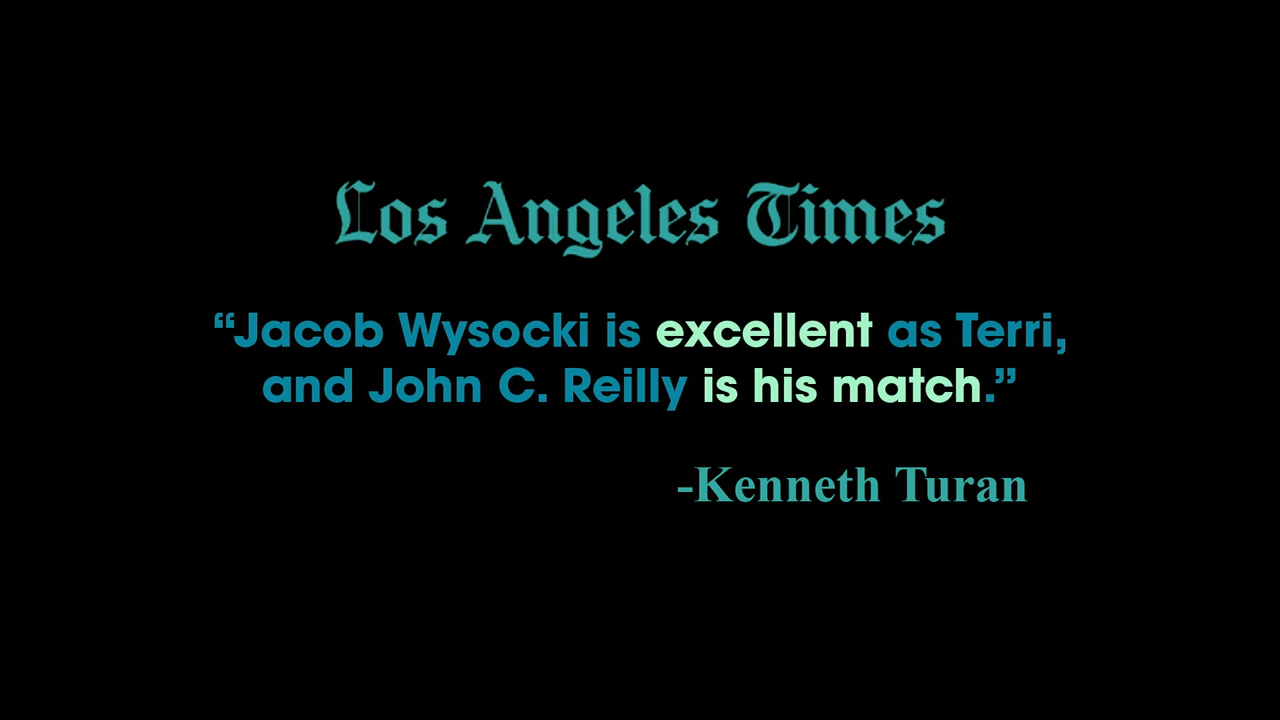 Los Angeles Times
“Jacob Wysocki is excellent as Terri,
and John C. Reilly is his match.”
-Kenneth Turan